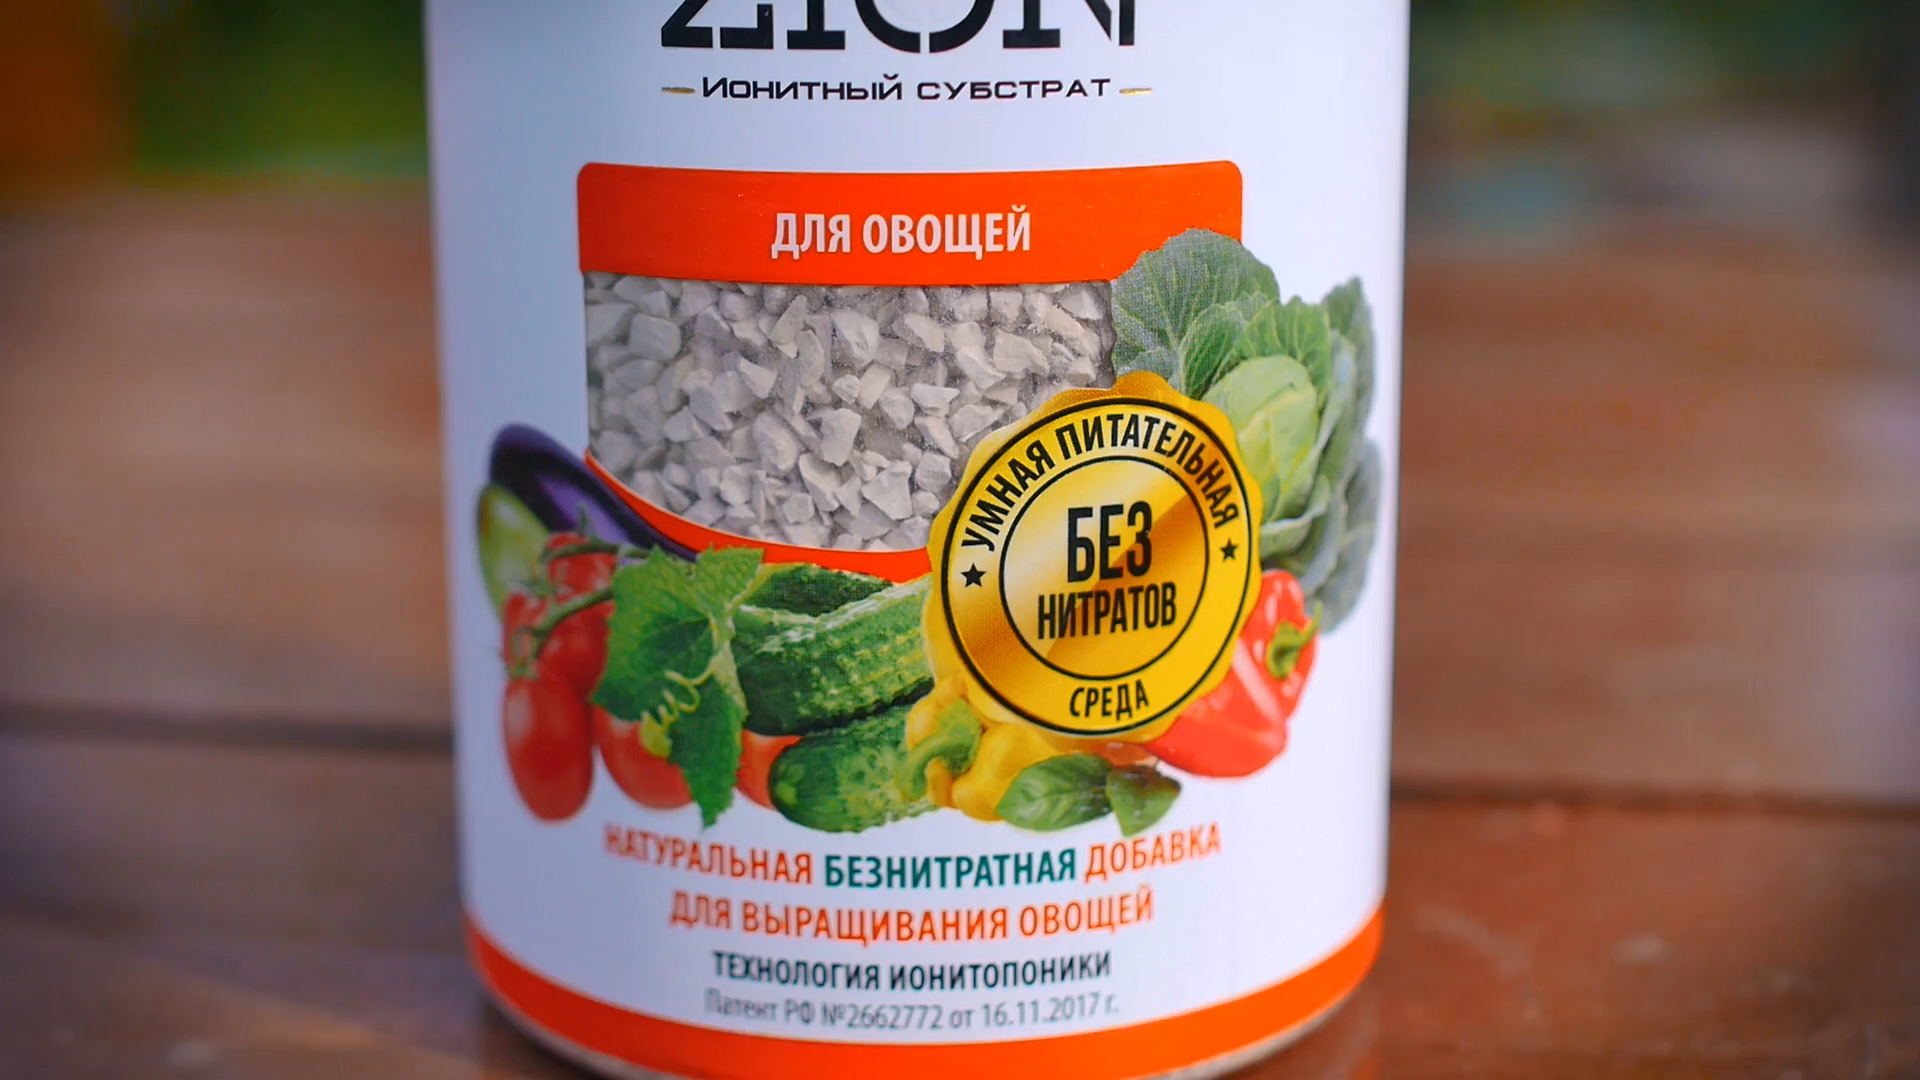 ZION
ИОНИТНЫЙ СУБСТРАТ
ДЛЯ ОВОЩЕЙ
УМНАЯ ПИТАТЕЛЬНАЯ
БЕЗ
НИТРАТОВ
СРЕДА
НАТУРАЛЬНАЯ БЕЗНИТРАТНАЯ ДОБАВКА
ДЛЯ ВЫРАЩИВАНИЯ ОВОЩЕЙ
ТЕХНОЛОГИЯ ИОНИТОПОНИКИ
Патент РФ №2662772 от 16.11.2017 г.